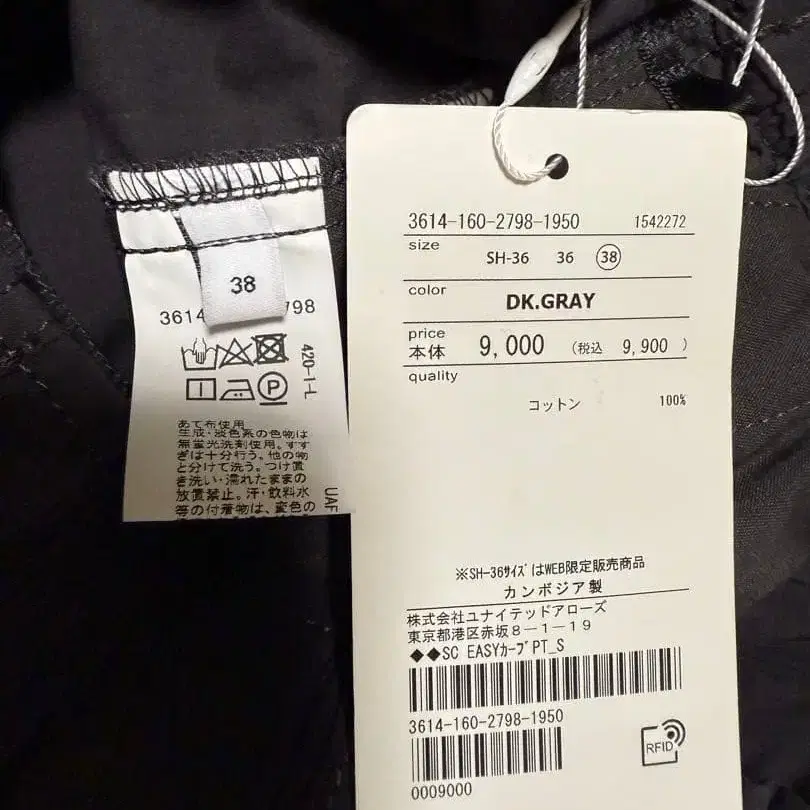 38
3614
798
420-I-L
P
あて布使用
生成・淡色系の色物は
無蛍光洗剤使用。すす
ぎは十分行う。他の物
と分けて洗う。つけ置
き洗い・濡れたままの
放置禁止。汗・飲料水
等の付着物は、変色の
UAF
3614-160-2798-1950 1542272
size
SH-36 36 38
color
DK.GRAY
price
本体 9,000 (税込 9,900 )
quality
コットン 100%
※SH-36サイズはWEB限定販売商品
カンボジア製
株式会社ユナイテッドアローズ
東京都港区赤坂8-1-19
◆◆SC EASYカーブPT_S
3614-160-2798-1950
RFID
0009000